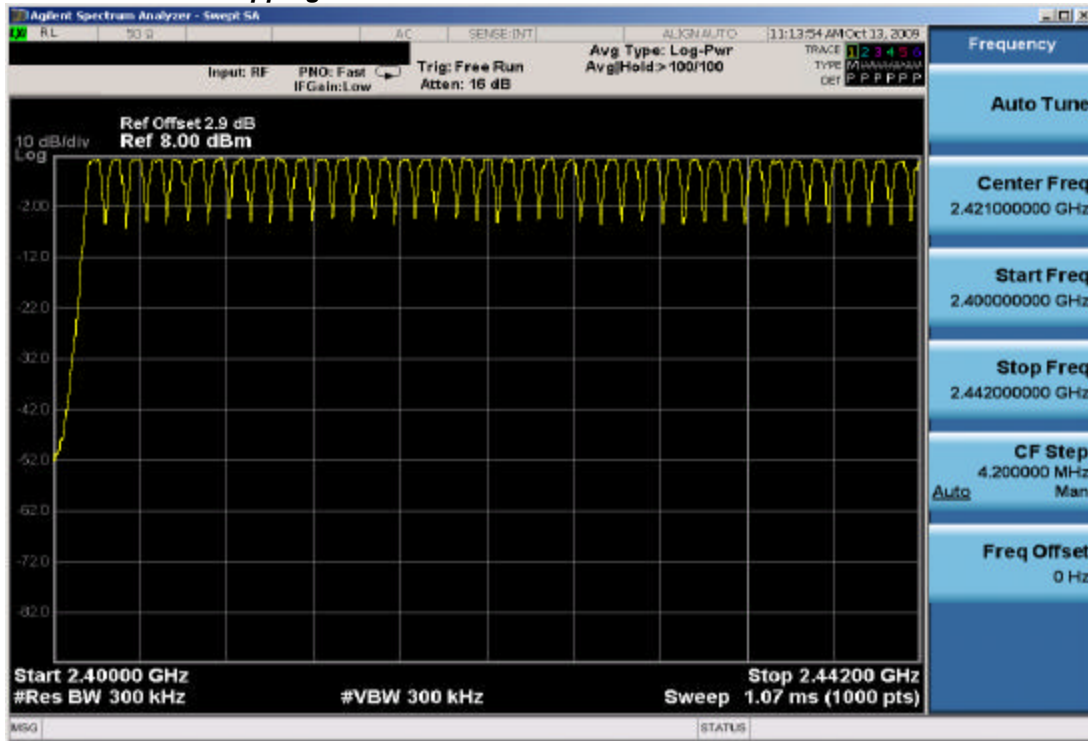 Agilent Spectrum Analyzer - Swept SA
RL 50 Ω AC SENSE:INT ALIGN AUTO 11:13:54 AM Oct 13, 2009
Input: RF PNO: Fast IFGain:Low
Trig: Free Run
Atten: 16 dB
Avg Type: Log-Pwr
Avg|Hold:> 100/100
TRACE 1 2 3 4 5 6
TYPE M
DET P P P P P P
Ref Offset 2.9 dB
10 dB/div Ref 8.00 dBm
Log
-2.00
-12.0
-22.0
-32.0
-42.0
-52.0
-62.0
-72.0
-82.0
Start 2.40000 GHz Stop 2.44200 GHz
#Res BW 300 kHz #VBW 300 kHz Sweep 1.07 ms (1000 pts)
MSG STATUS
Frequency
Auto Tune
Center Freq
2.421000000 GHz
Start Freq
2.400000000 GHz
Stop Freq
2.442000000 GHz
CF Step
4.200000 MHz
Auto Man
Freq Offset
0 Hz